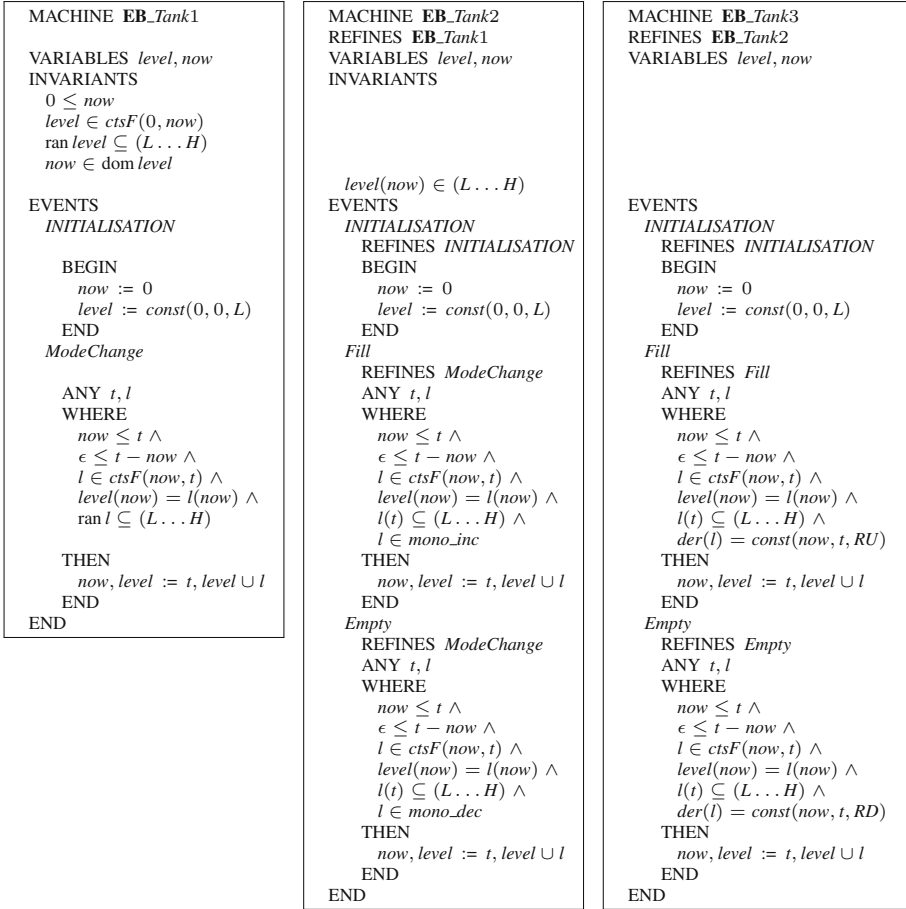 MACHINE EB_Tank1
VARIABLES level, now
INVARIANTS
0 ≤ now
level ∈ ctsF(0, now)
ran level ⊆ (L . . . H)
now ∈ dom level
EVENTS
INITIALISATION
BEGIN
now := 0
level := const(0, 0, L)
END
ModeChange
ANY t, l
WHERE
now ≤ t ∧
ϵ ≤ t − now ∧
l ∈ ctsF(now, t) ∧
level(now) = l(now) ∧
ran l ⊆ (L . . . H)
THEN
now, level := t, level ∪ l
END
END
MACHINE EB_Tank2
REFINES EB_Tank1
VARIABLES level, now
INVARIANTS
level(now) ∈ (L . . . H)
EVENTS
INITIALISATION
REFINES INITIALISATION
BEGIN
now := 0
level := const(0, 0, L)
END
Fill
REFINES ModeChange
ANY t, l
WHERE
now ≤ t ∧
ϵ ≤ t − now ∧
l ∈ ctsF(now, t) ∧
level(now) = l(now) ∧
l(t) ⊆ (L . . . H) ∧
l ∈ mono_inc
THEN
now, level := t, level ∪ l
END
Empty
REFINES ModeChange
ANY t, l
WHERE
now ≤ t ∧
ϵ ≤ t − now ∧
l ∈ ctsF(now, t) ∧
level(now) = l(now) ∧
l(t) ⊆ (L . . . H) ∧
l ∈ mono_dec
THEN
now, level := t, level ∪ l
END
END
MACHINE EB_Tank3
REFINES EB_Tank2
VARIABLES level, now
EVENTS
INITIALISATION
REFINES INITIALISATION
BEGIN
now := 0
level := const(0, 0, L)
END
Fill
REFINES Fill
ANY t, l
WHERE
now ≤ t ∧
ϵ ≤ t − now ∧
l ∈ ctsF(now, t) ∧
level(now) = l(now) ∧
l(t) ⊆ (L . . . H) ∧
der(l) = const(now, t, RU)
THEN
now, level := t, level ∪ l
END
Empty
REFINES Empty
ANY t, l
WHERE
now ≤ t ∧
ϵ ≤ t − now ∧
l ∈ ctsF(now, t) ∧
level(now) = l(now) ∧
l(t) ⊆ (L . . . H) ∧
der(l) = const(now, t, RD)
THEN
now, level := t, level ∪ l
END
END